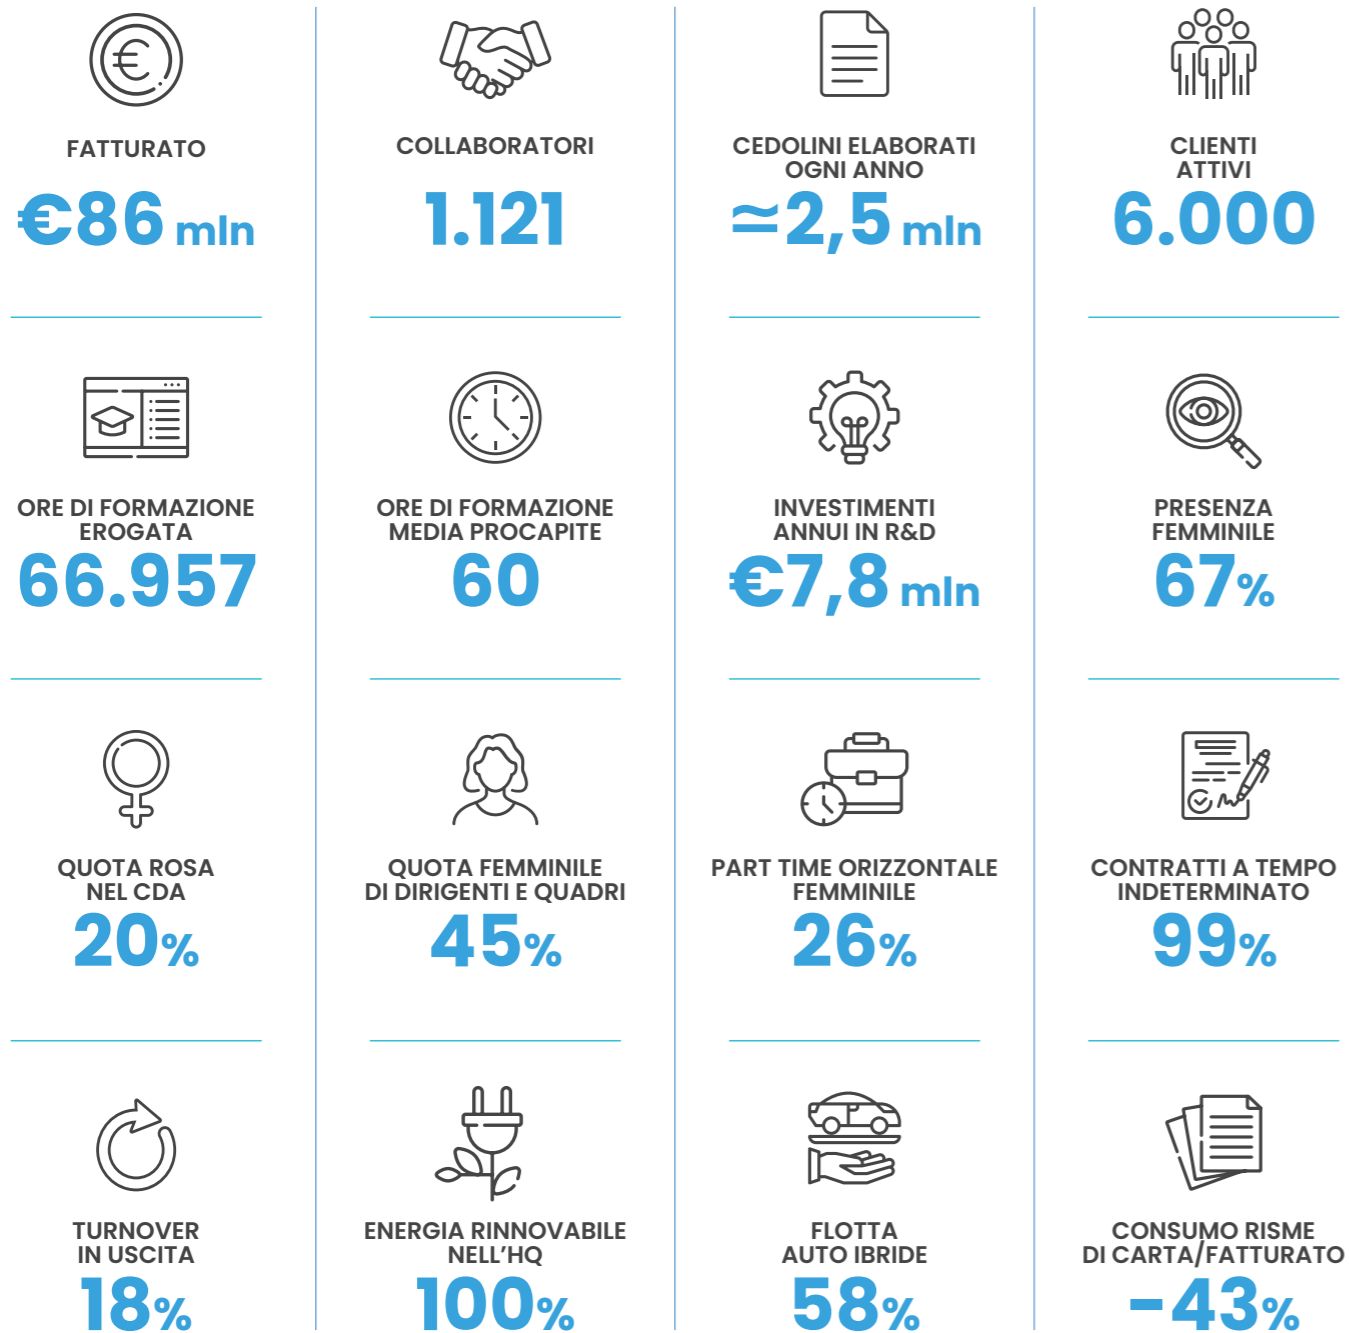 FATTURATO
€86 mln
COLLABORATORI
1.121
CEDOLINI ELABORATI
OGNI ANNO
≃2,5 mln
CLIENTI
ATTIVI
6.000
ORE DI FORMAZIONE
EROGATA
66.957
ORE DI FORMAZIONE
MEDIA PROCAPITE
60
INVESTIMENTI
ANNUI IN R&D
€7,8 mln
PRESENZA
FEMMINILE
67%
QUOTA ROSA
NEL CDA
20%
QUOTA FEMMINILE
DI DIRIGENTI E QUADRI
45%
PART TIME ORIZZONTALE
FEMMINILE
26%
CONTRATTI A TEMPO
INDETERMINATO
99%
TURNOVER
IN USCITA
18%
ENERGIA RINNOVABILE
NELL’HQ
100%
FLOTTA
AUTO IBRIDE
58%
CONSUMO RISME
DI CARTA/FATTURATO
-43%